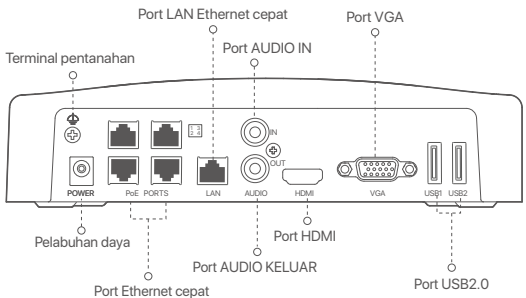 Port LAN Ethernet cepat
Port VGA
Port AUDIO IN
Terminal pentanahan
IN
OUT
POWER
PoE PORTS
LAN
AUDIO
HDMI
VGA
USB1
USB2
Pelabuhan daya
Port HDMI
Port AUDIO KELUAR
Port USB2.0
Port Ethernet cepat